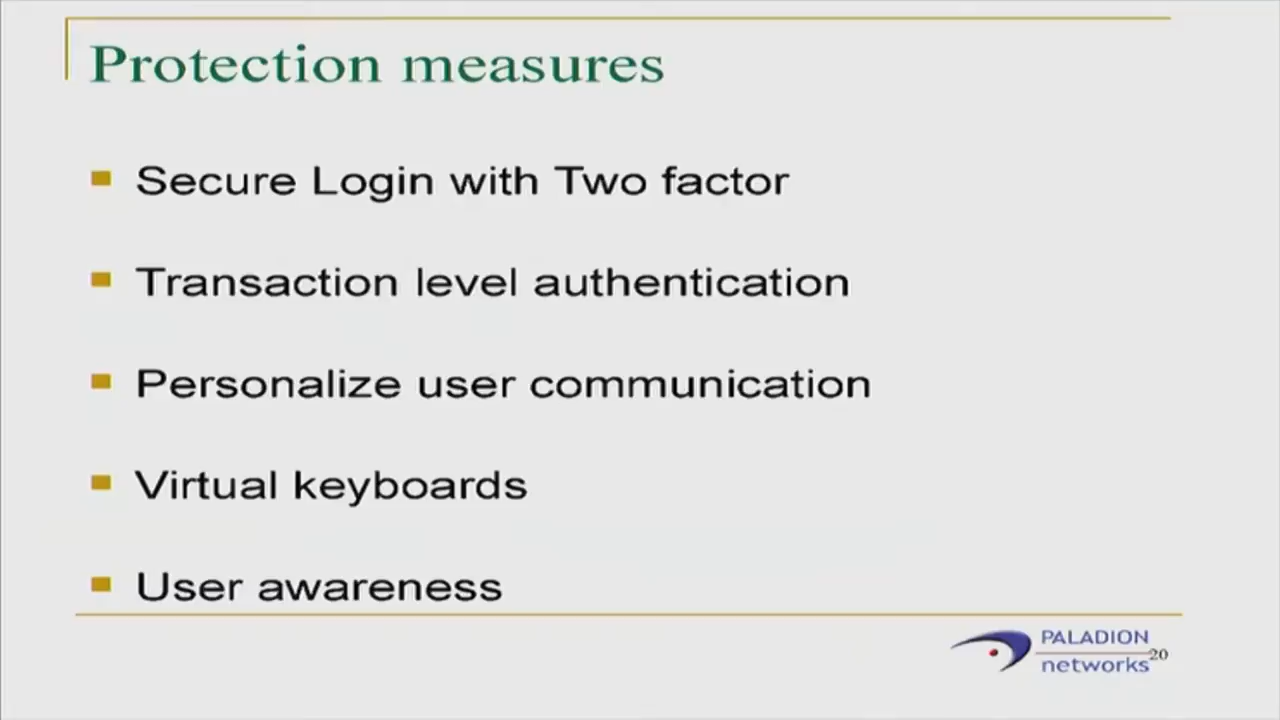 Protection measures
Secure Login with Two factor
Transaction level authentication
Personalize user communication
Virtual keyboards
User awareness
PALADION
networks
20